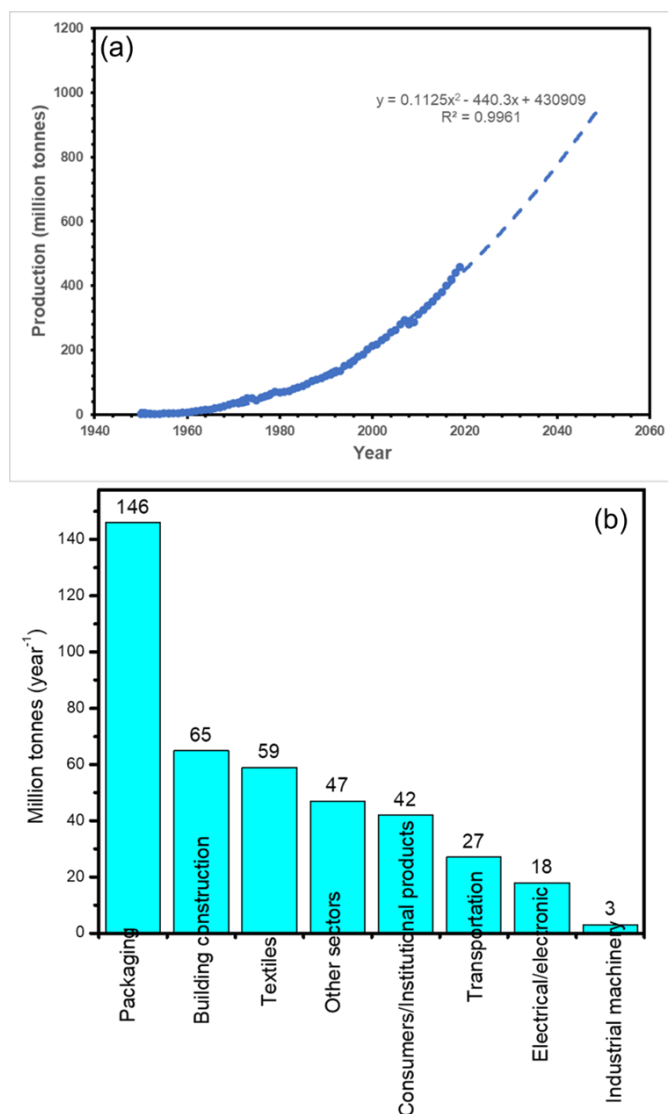 (a)
1200
1000
800
600
400
200
0
Production (million tonnes)
y = 0.1125x² - 440.3x + 430909
R² = 0.9961
1940
1960
1980
2000
2020
2040
2060
Year
(b)
Million tonnes (year⁻¹)
140
120
100
80
60
40
20
0
146
65
59
47
42
27
18
3
Packaging
Building construction
Textiles
Other sectors
Consumers/Institutional products
Transportation
Electrical/electronic
Industrial machinery